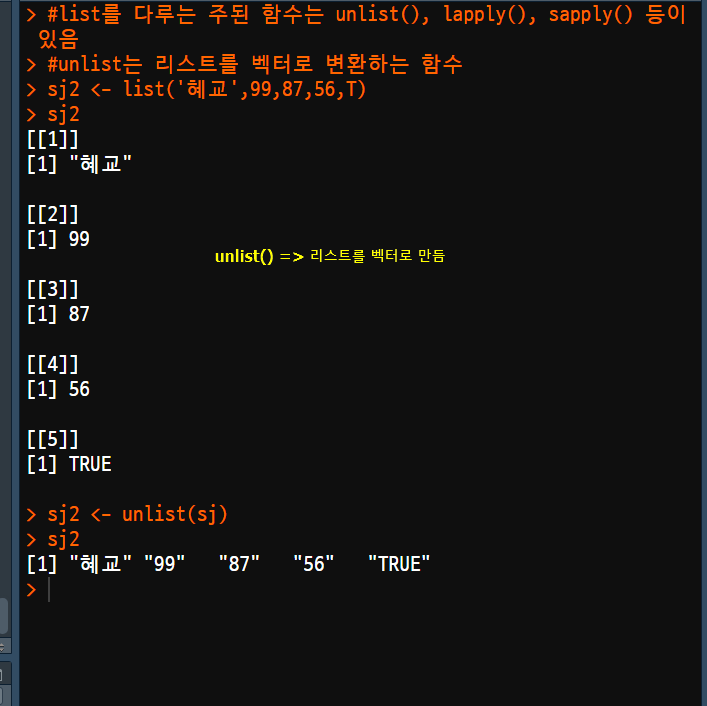 > #list를 다루는 주된 함수는 unlist(), lapply(), sapply() 등이
있음
> #unlist는 리스트를 벡터로 변환하는 함수
> sj2 <- list('혜교',99,87,56,T)
> sj2
[[1]]
[1] "혜교"
[[2]]
[1] 99
unlist() => 리스트를 벡터로 만듬
[[3]]
[1] 87
[[4]]
[1] 56
[[5]]
[1] TRUE
> sj2 <- unlist(sj)
> sj2
[1] "혜교" "99"   "87"   "56"   "TRUE"
>